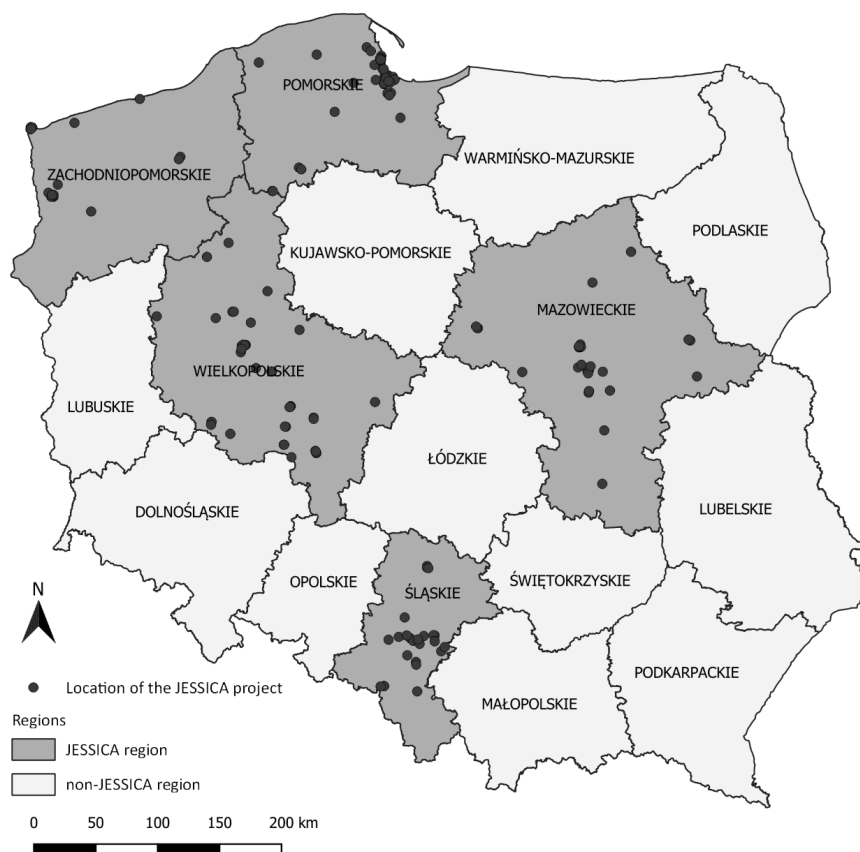 POMORSKIE
WARMIŃSKO-MAZURSKIE
ZACHODNIOPOMORSKIE
PODLASKIE
KUJAWSKO-POMORSKIE
MAZOWIECKIE
WIELKOPOLSKIE
LUBUSKIE
ŁÓDZKIE
DOLNOŚLĄSKIE
LUBELSKIE
OPOLSKIE
ŚLĄSKIE
ŚWIĘTOKRZYSKIE
PODKARPACKIE
MAŁOPOLSKIE
N
Location of the JESSICA project
Regions
JESSICA region
non-JESSICA region
0 50 100 150 200 km